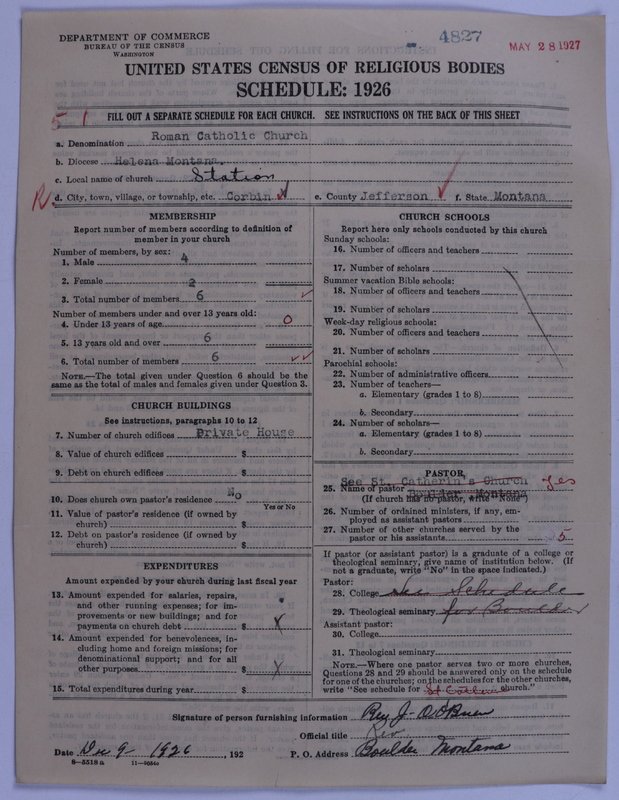 DEPARTMENT OF COMMERCE
BUREAU OF THE CENSUS
WASHINGTON
4827
MAY 28 1927
UNITED STATES CENSUS OF RELIGIOUS BODIES
SCHEDULE: 1926
51
FILL OUT A SEPARATE SCHEDULE FOR EACH CHURCH. SEE INSTRUCTIONS ON THE BACK OF THIS SHEET
a. Denomination Roman Catholic Church
b. Diocese Helena Montana.
c. Local name of church Station
R d. City, town, village, or township, etc. Corbin e. County Jefferson f. State Montana
MEMBERSHIP
Report number of members according to definition of
member in your church
Number of members, by sex:
1. Male 4
2. Female 2
3. Total number of members 6
Number of members under and over 13 years old:
4. Under 13 years of age 0
5. 13 years old and over 6
6. Total number of members 6
NOTE.—The total given under Question 6 should be the
same as the total of males and females given under Question 3.
CHURCH BUILDINGS
See instructions, paragraphs 10 to 12
7. Number of church edifices Private House
8. Value of church edifices $
9. Debt on church edifices $
10. Does church own pastor's residence No
Yes or No
11. Value of pastor's residence (if owned by
church) $
12. Debt on pastor's residence (if owned by
church) $
EXPENDITURES
Amount expended by your church during last fiscal year
13. Amount expended for salaries, repairs,
and other running expenses; for im-
provements or new buildings; and for
payments on church debt $ X
14. Amount expended for benevolences, in-
cluding home and foreign missions; for
denominational support; and for all
other purposes $ X
15. Total expenditures during year $
CHURCH SCHOOLS
Report here only schools conducted by this church
Sunday schools:
16. Number of officers and teachers
17. Number of scholars
Summer vacation Bible schools:
18. Number of officers and teachers
19. Number of scholars
Week-day religious schools:
20. Number of officers and teachers
21. Number of scholars
Parochial schools:
22. Number of administrative officers
23. Number of teachers—
a. Elementary (grades 1 to 8)
b. Secondary
24. Number of scholars—
a. Elementary (grades 1 to 8)
b. Secondary
PASTOR
See St. Catherin's Church yes
25. Name of pastor
Boulder Montana
(If church has no pastor, write "None")
26. Number of ordained ministers, if any, em-
ployed as assistant pastors
27. Number of other churches served by the
pastor or his assistants 5
If pastor (or assistant pastor) is a graduate of a college or
theological seminary, give name of institution below. (If
not a graduate, write "No" in the space indicated.)
Pastor:
28. College See Schedule
29. Theological seminary for Boulder
Assistant pastor:
30. College
31. Theological seminary
NOTE.—Where one pastor serves two or more churches,
Questions 28 and 29 should be answered only on the schedule
for one of the churches; on the schedules for the other churches,
write "See schedule for St Catherin church."
Signature of person furnishing information Rev J- O'Brien
Official title Rev
Date Dec 9 1926, 192 P. O. Address Boulder Montana
8—5518 a